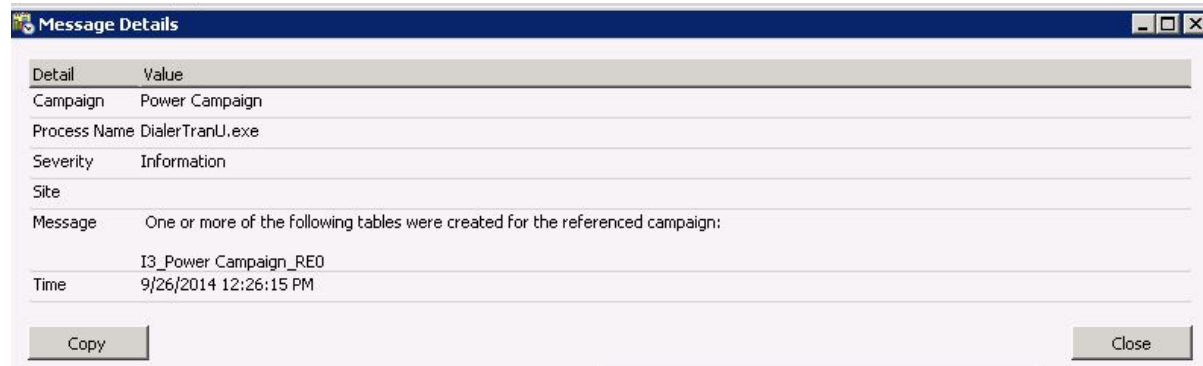 Message Details
Detail Value
Campaign Power Campaign
Process Name DialerTranU.exe
Severity Information
Site
Message One or more of the following tables were created for the referenced campaign:
I3_Power Campaign_RE0
Time 9/26/2014 12:26:15 PM
Copy Close